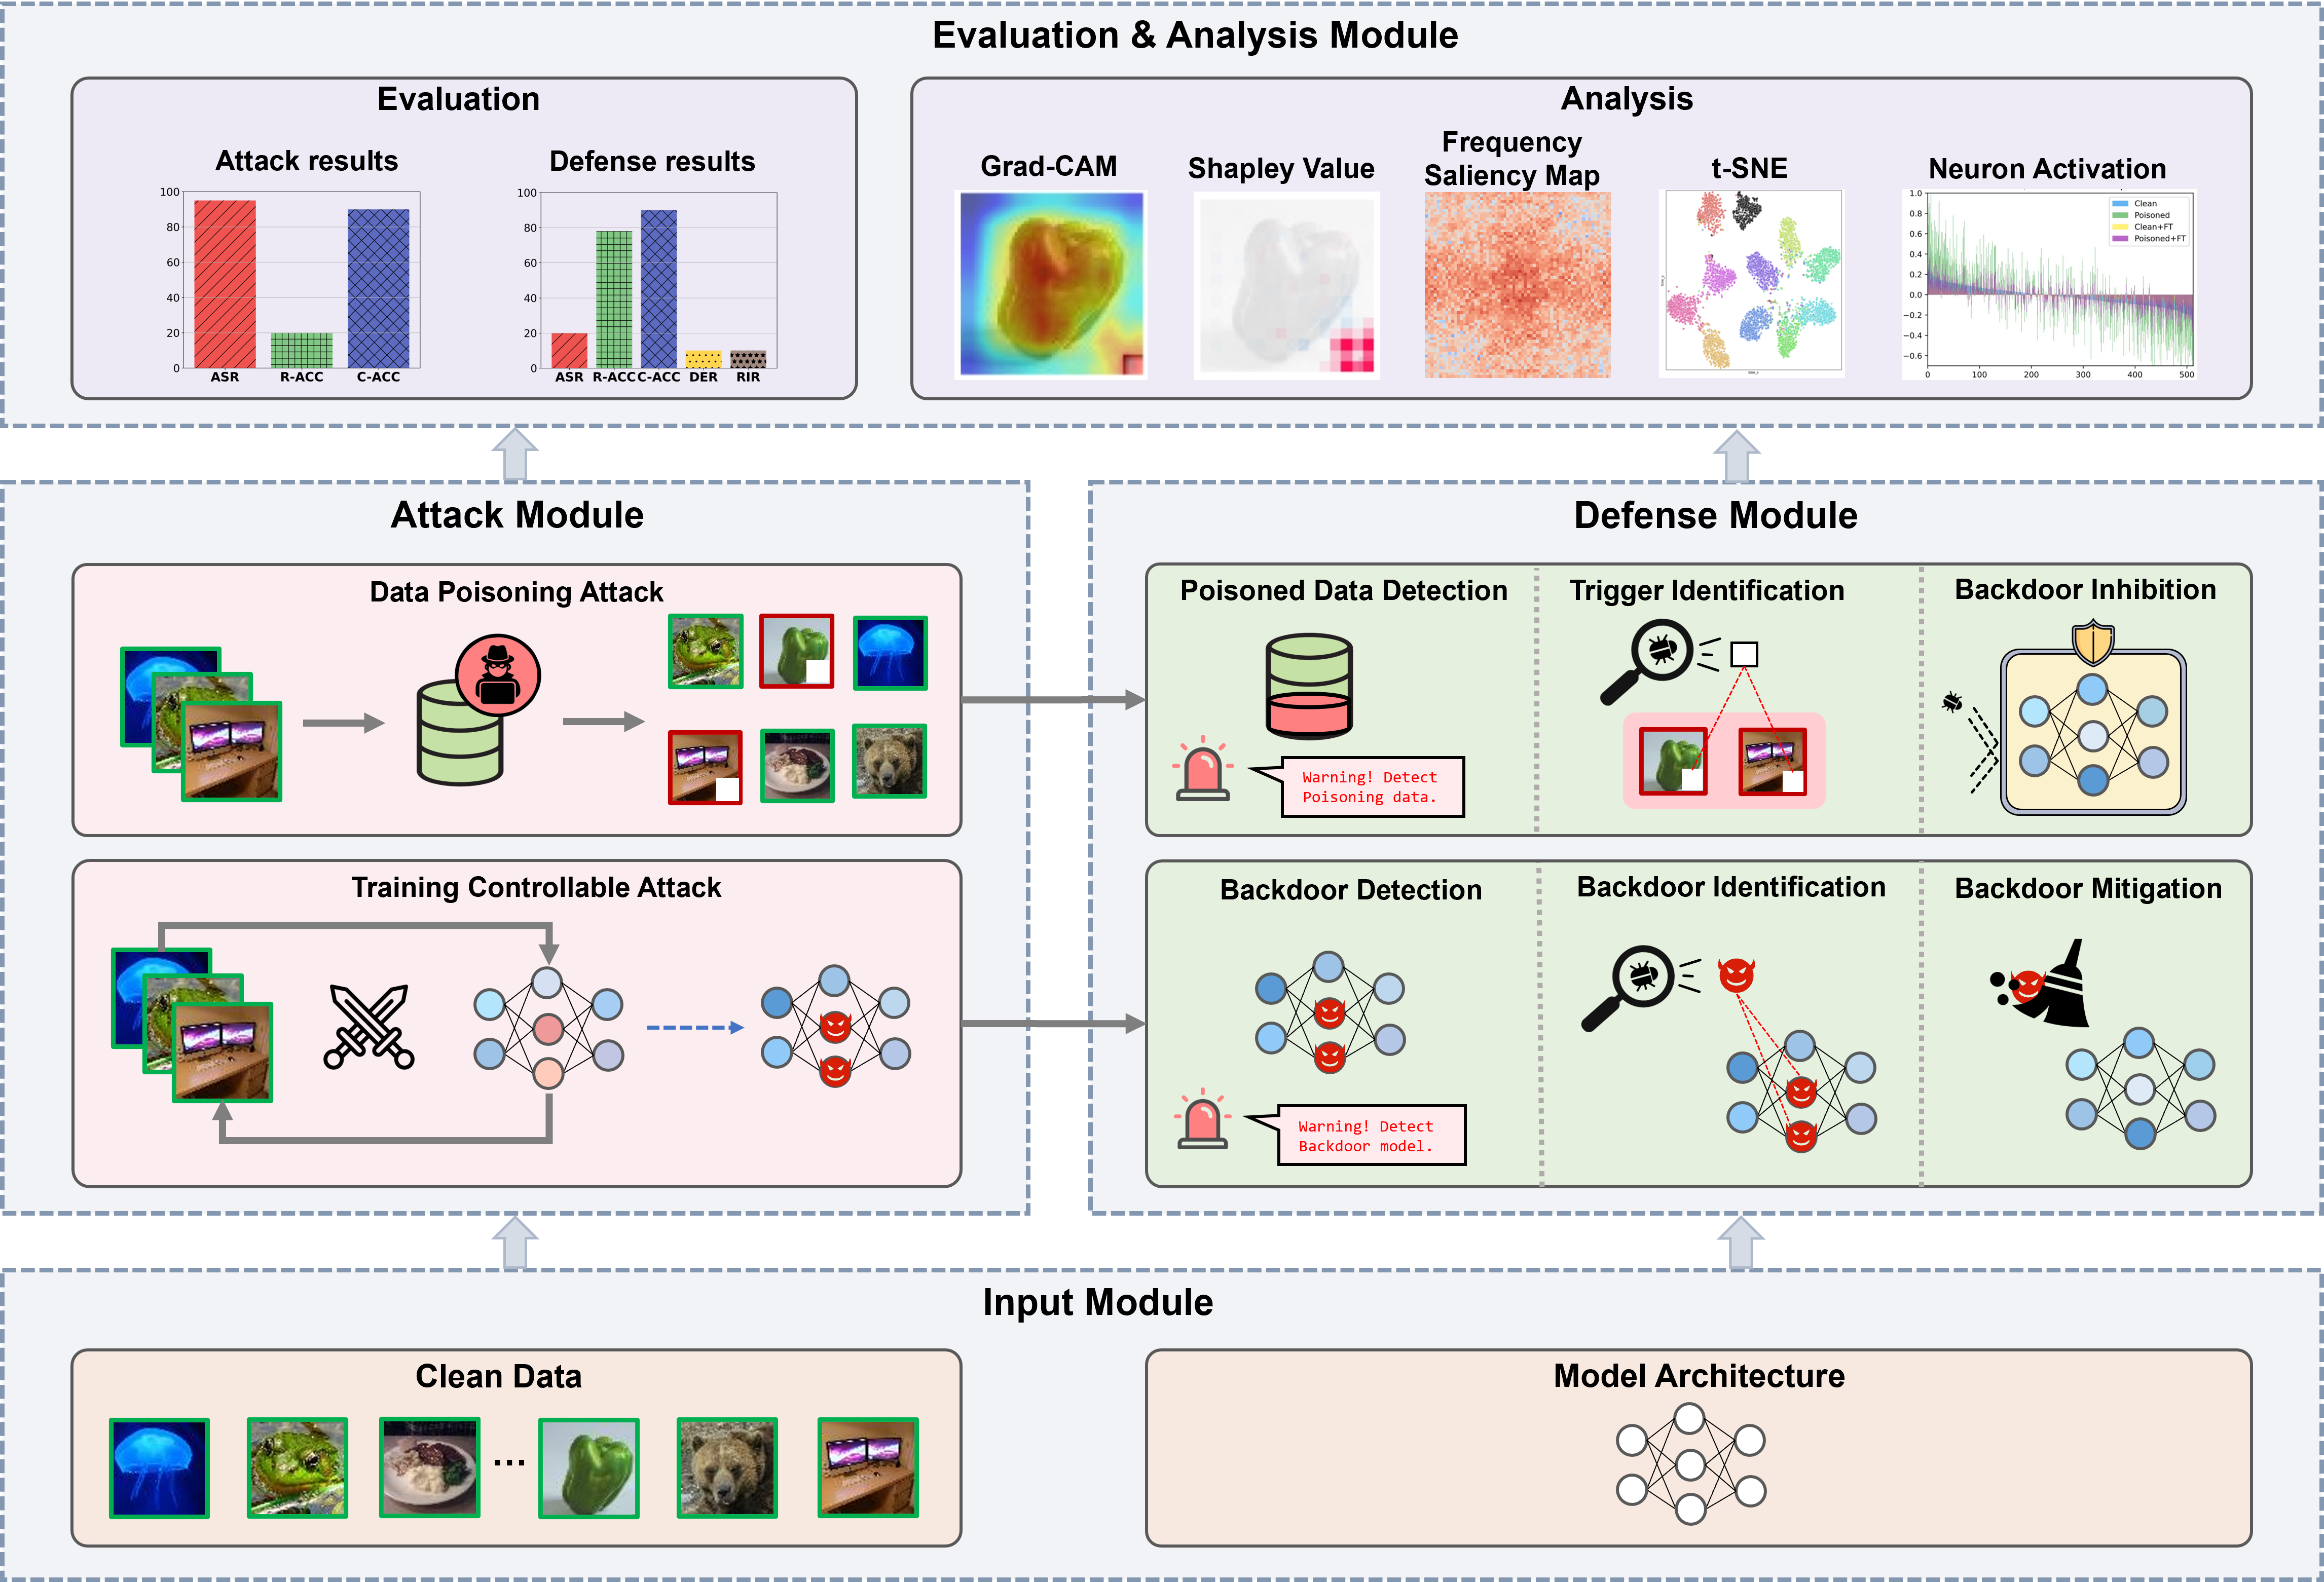 Evaluation & Analysis Module
Evaluation
Attack results
100
80
60
40
20
0
ASR R-ACC C-ACC
Defense results
100
80
60
40
20
0
ASR R-ACC C-ACC DER RIR
Analysis
Grad-CAM
Shapley Value
Frequency
Saliency Map
t-SNE
Neuron Activation
1.0
0.8
0.6
0.4
0.2
0.0
−0.2
−0.4
−0.6
0 100 200 300 400 500
Clean
Poisoned
Clean+FT
Poisoned+FT
Attack Module
Data Poisoning Attack
Training Controllable Attack
Defense Module
Poisoned Data Detection
Warning! Detect
Poisoning data.
Trigger Identification
Backdoor Inhibition
Backdoor Detection
Warning! Detect
Backdoor model.
Backdoor Identification
Backdoor Mitigation
Input Module
Clean Data
...
Model Architecture